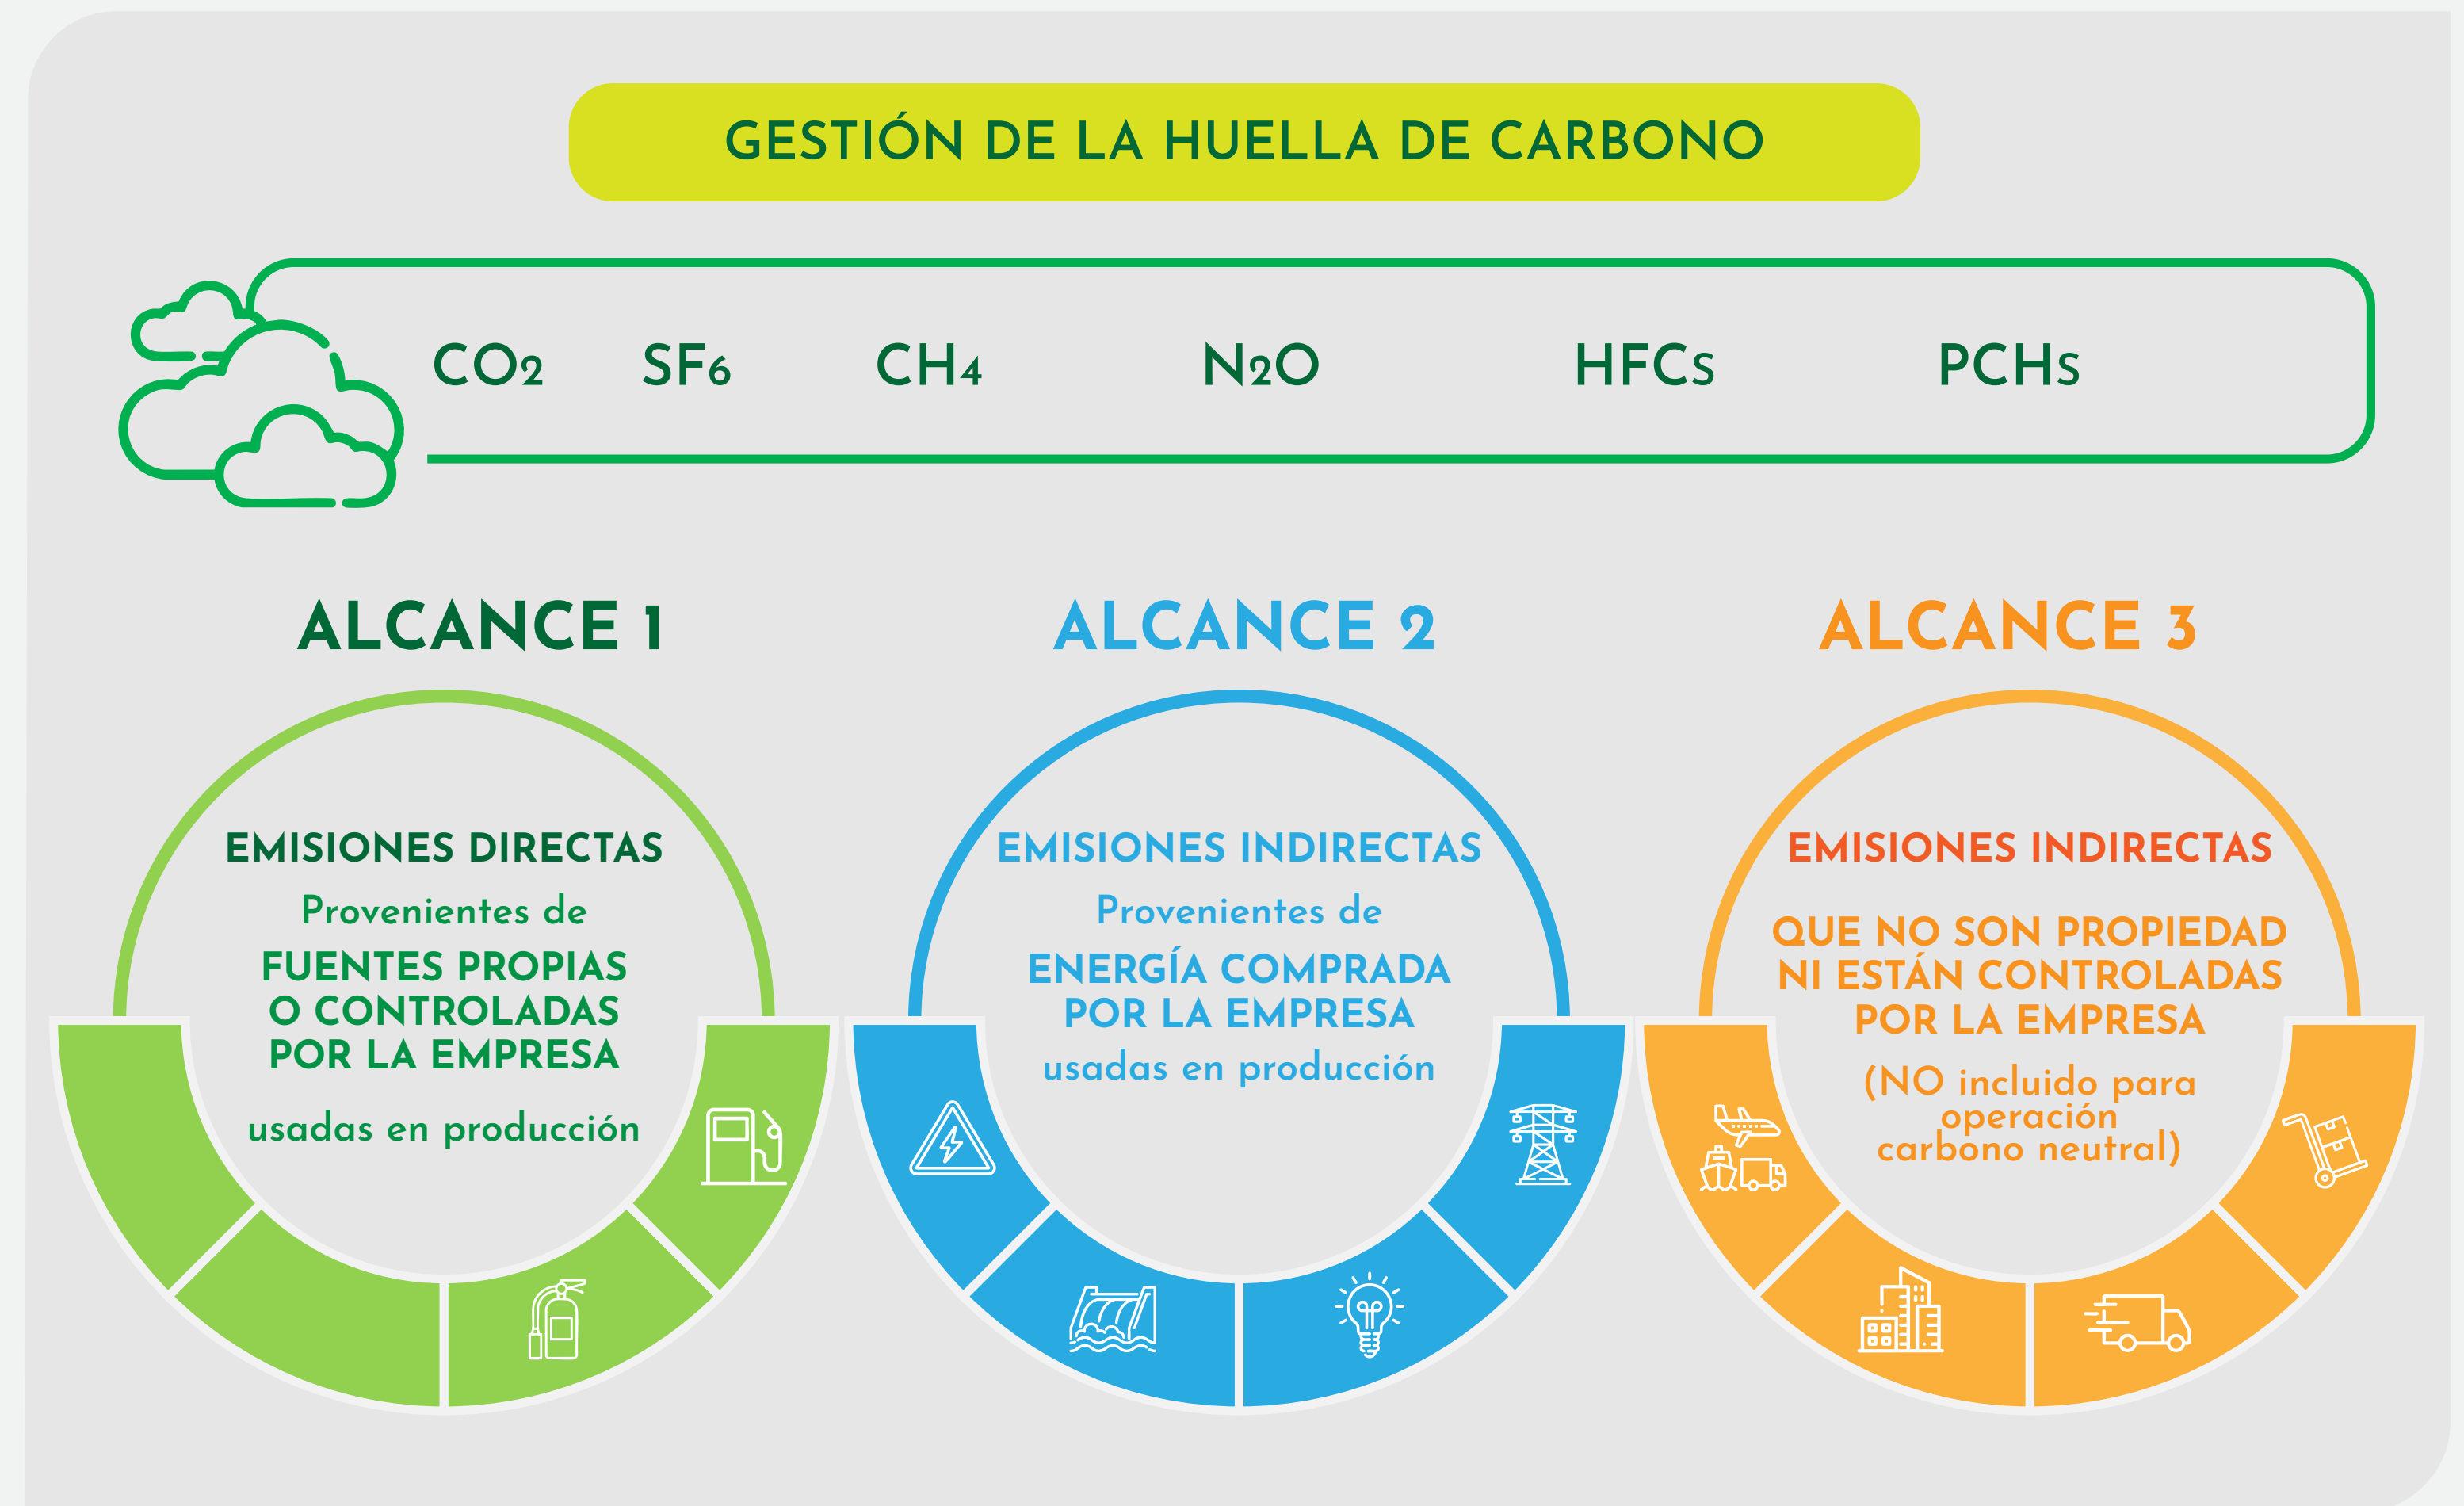 GESTIÓN DE LA HUELLA DE CARBONO
CO2 SF6 CH4 N2O HFCs PCHs
ALCANCE 1
EMISIONES DIRECTAS
Provenientes de
FUENTES PROPIAS
O CONTROLADAS
POR LA EMPRESA
usadas en producción
ALCANCE 2
EMISIONES INDIRECTAS
Provenientes de
ENERGÍA COMPRADA
POR LA EMPRESA
usadas en producción
ALCANCE 3
EMISIONES INDIRECTAS
QUE NO SON PROPIEDAD
NI ESTÁN CONTROLADAS
POR LA EMPRESA
(NO incluido para
operación
carbono neutral)